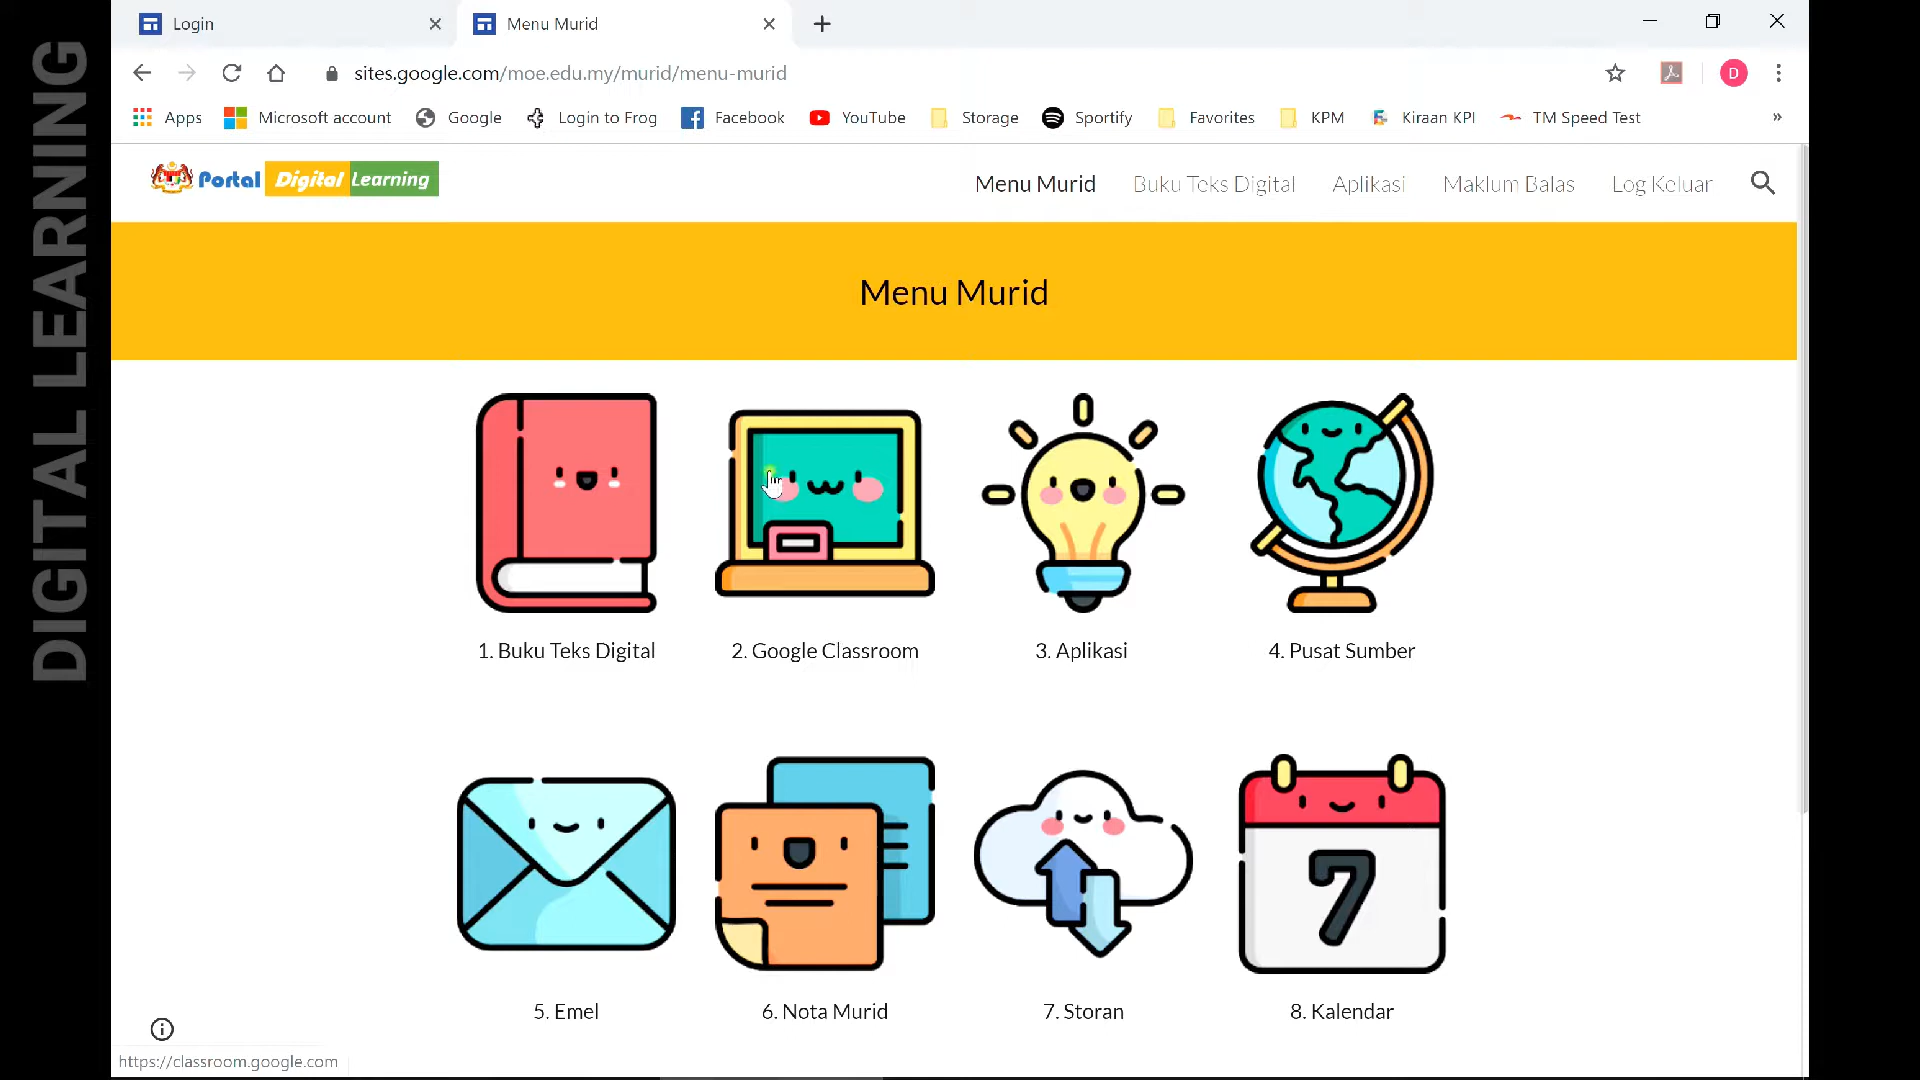 DIGITAL LEARNING
Login
Menu Murid
sites.google.com/moe.edu.my/murid/menu-murid
D
Apps
Microsoft account
Google
Login to Frog
Facebook
YouTube
Storage
Sportify
Favorites
KPM
Kiraan KPI
TM Speed Test
Portal Digital Learning
Menu Murid
Buku Teks Digital
Aplikasi
Maklum Balas
Log Keluar
Menu Murid
1. Buku Teks Digital
2. Google Classroom
3. Aplikasi
4. Pusat Sumber
7
5. Emel
6. Nota Murid
7. Storan
8. Kalendar
https://classroom.google.com